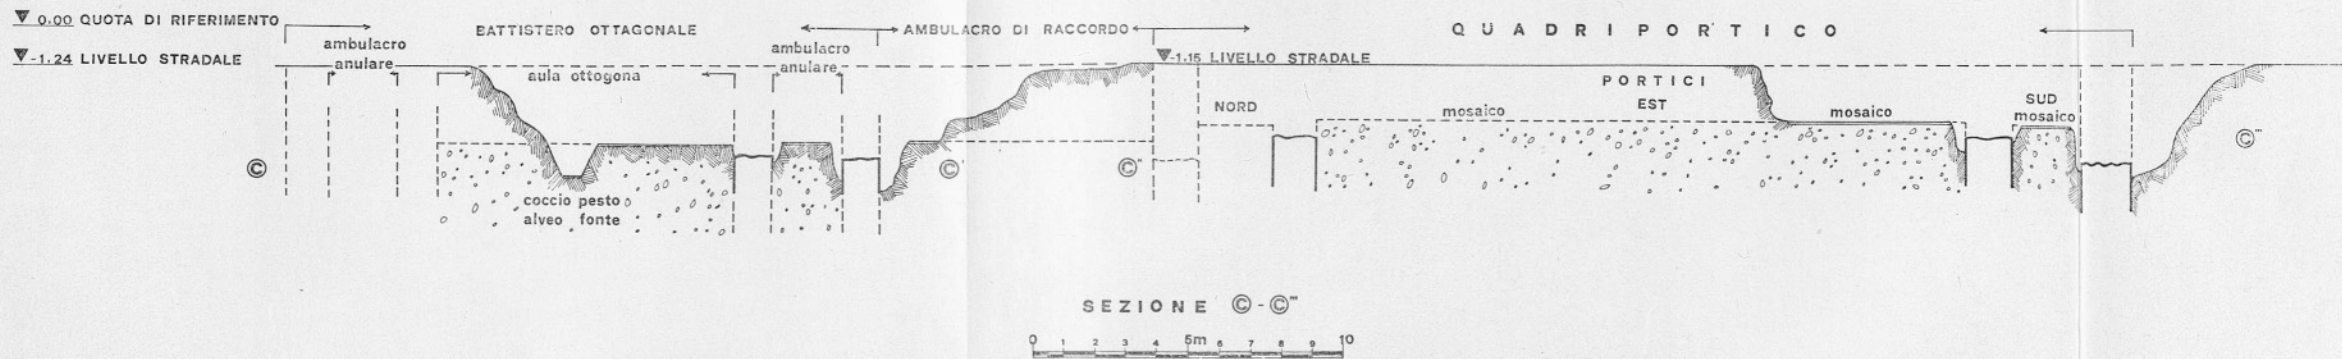 0.00 QUOTA DI RIFERIMENTO
-1.24 LIVELLO STRADALE
ambulacro
anulare
BATTISTERO OTTAGONALE
aula ottogona
ambulacro
anulare
AMBULACRO DI RACCORDO
-1.15 LIVELLO STRADALE
QUADRIPORTICO
PORTICI
NORD
EST
SUD
mosaico
mosaico
mosaico
coccio pesto
alveo fonte
C
C'
C"
C'''
SEZIONE C - C'''
0 1 2 3 4 5m 6 7 8 9 10